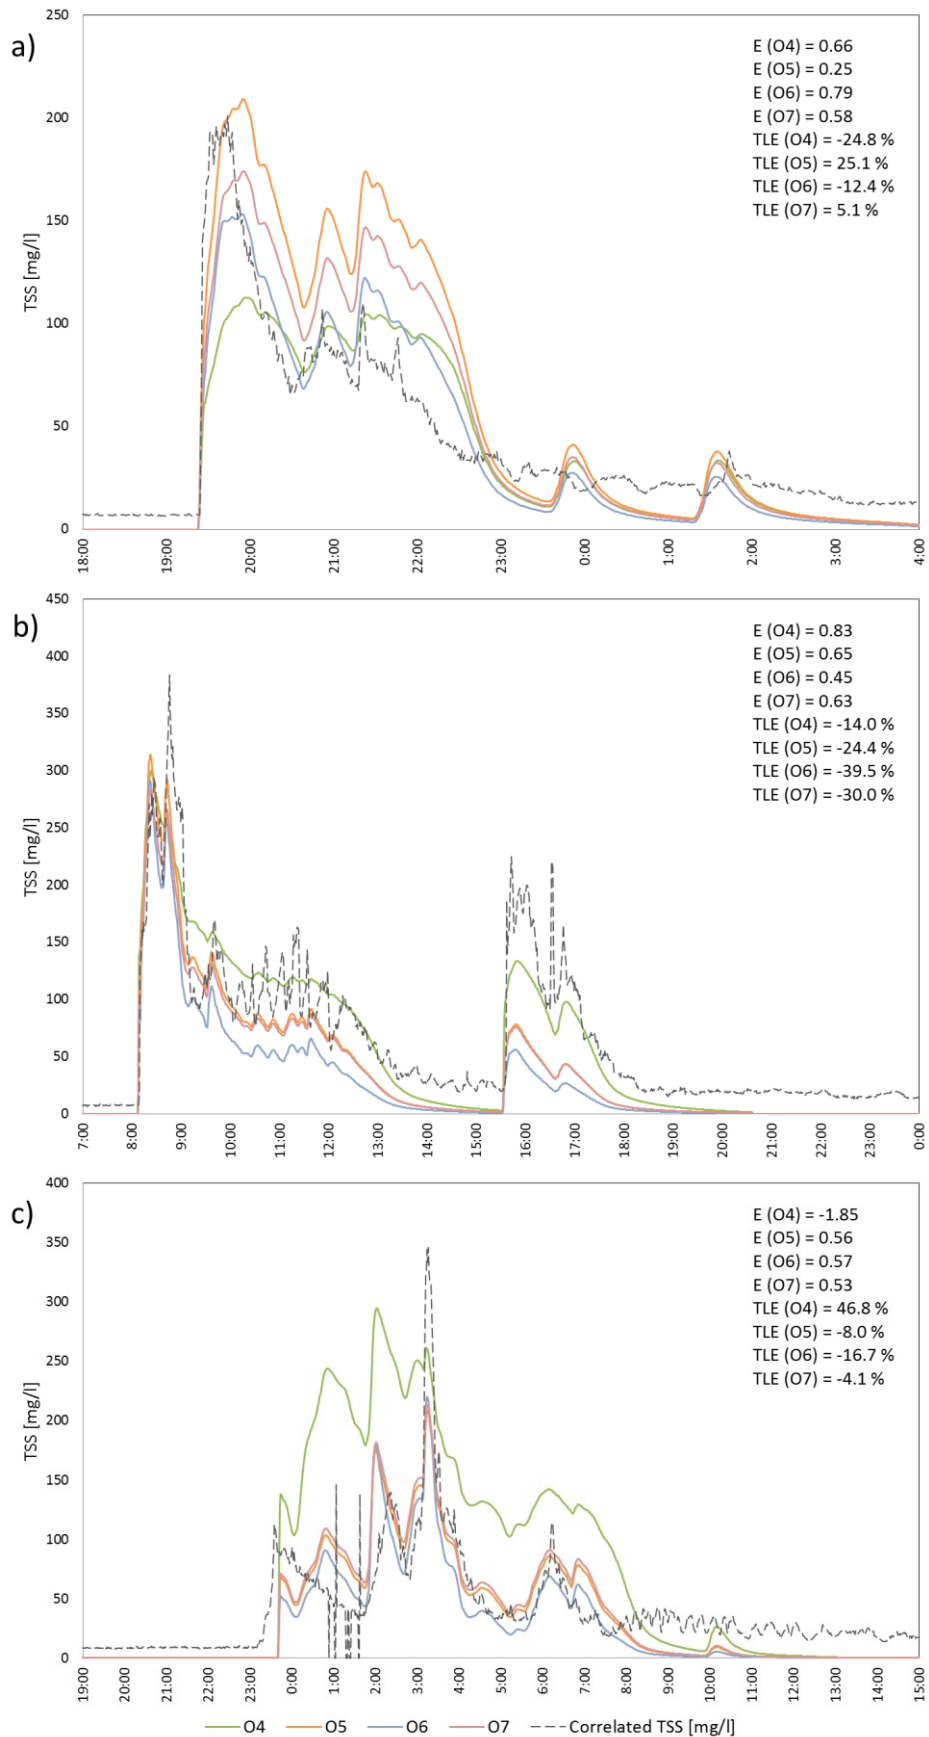 a)
E (O4) = 0.66
E (O5) = 0.25
E (O6) = 0.79
E (O7) = 0.58
TLE (O4) = -24.8 %
TLE (O5) = 25.1 %
TLE (O6) = -12.4 %
TLE (O7) = 5.1 %
TSS [mg/l]
250
200
150
100
50
0
18:00
19:00
20:00
21:00
22:00
23:00
0:00
1:00
2:00
3:00
4:00
b)
E (O4) = 0.83
E (O5) = 0.65
E (O6) = 0.45
E (O7) = 0.63
TLE (O4) = -14.0 %
TLE (O5) = -24.4 %
TLE (O6) = -39.5 %
TLE (O7) = -30.0 %
TSS [mg/l]
450
400
350
300
250
200
150
100
50
0
7:00
8:00
9:00
10:00
11:00
12:00
13:00
14:00
15:00
16:00
17:00
18:00
19:00
20:00
21:00
22:00
23:00
0:00
c)
E (O4) = -1.85
E (O5) = 0.56
E (O6) = 0.57
E (O7) = 0.53
TLE (O4) = 46.8 %
TLE (O5) = -8.0 %
TLE (O6) = -16.7 %
TLE (O7) = -4.1 %
TSS [mg/l]
400
350
300
250
200
150
100
50
0
19:00
20:00
21:00
22:00
23:00
0:00
1:00
2:00
3:00
4:00
5:00
6:00
7:00
8:00
9:00
10:00
11:00
12:00
13:00
14:00
15:00
O4 O5 O6 O7 Correlated TSS [mg/l]